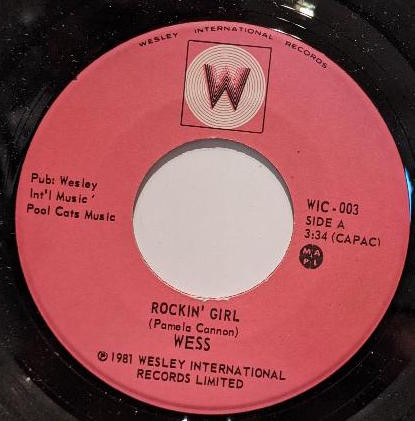 WESLEY INTERNATIONAL RECORDS
W
Pub: Wesley
Int'l Music'
Pool Cats Music
WIC-003
SIDE A
3:34 (CAPAC)
M A
P L
ROCKIN' GIRL
(Pamela Cannon)
WESS
℗ 1981 WESLEY INTERNATIONAL
RECORDS LIMITED